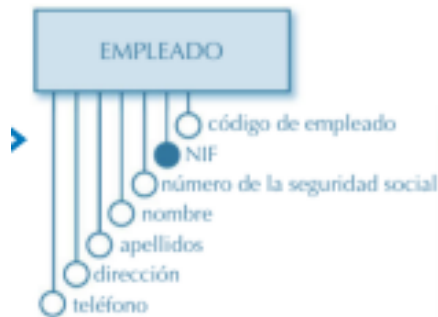 EMPLEADO
código de empleado
NIF
número de la seguridad social
nombre
apellidos
dirección
teléfono